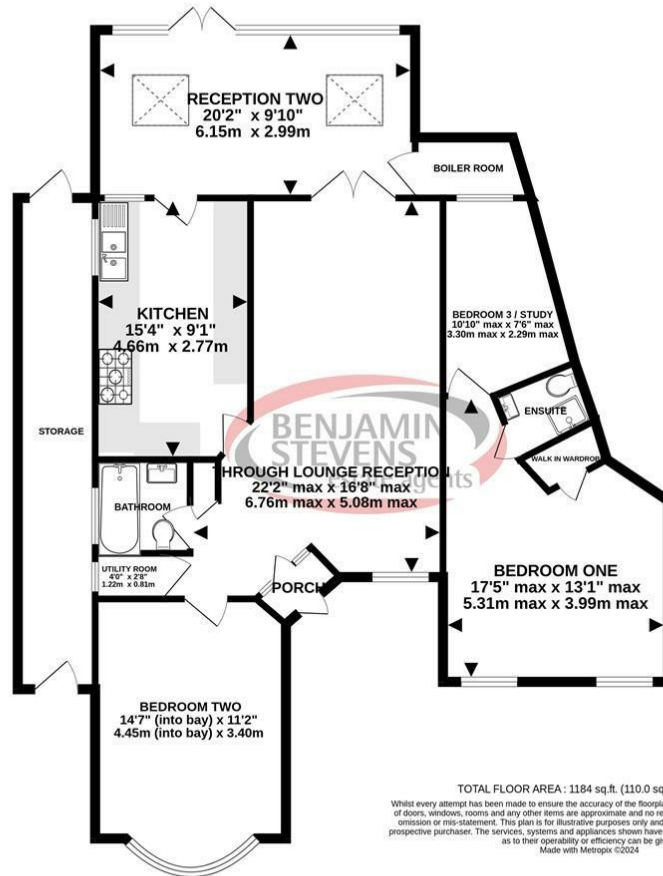 RECEPTION TWO
20'2" x 9'10"
6.15m x 2.99m
BOILER ROOM
KITCHEN
15'4" x 9'1"
4.66m x 2.77m
BEDROOM 3 / STUDY
10'10" max x 7'6" max
3.30m max x 2.29m max
ENSUITE
STORAGE
BENJAMIN
STEVENS
agents
WALK IN WARDROB
THROUGH LOUNGE RECEPTION
22'2" max x 16'8" max
6.76m max x 5.08m max
BATHROOM
UTILITY ROOM
4'0" x 2'8"
1.22m x 0.81m
PORCH
BEDROOM ONE
17'5" max x 13'1" max
5.31m max x 3.99m max
BEDROOM TWO
14'7" (into bay) x 11'2"
4.45m (into bay) x 3.40m
TOTAL FLOOR AREA : 1184 sq.ft. (110.0 sq
Whilst every attempt has been made to ensure the accuracy of the floorpla
of doors, windows, rooms and any other items are approximate and no re
omission or mis-statement. This plan is for illustrative purposes only and
prospective purchaser. The services, systems and appliances shown have
as to their operability or efficiency can be gi
Made with Metropix ©2024